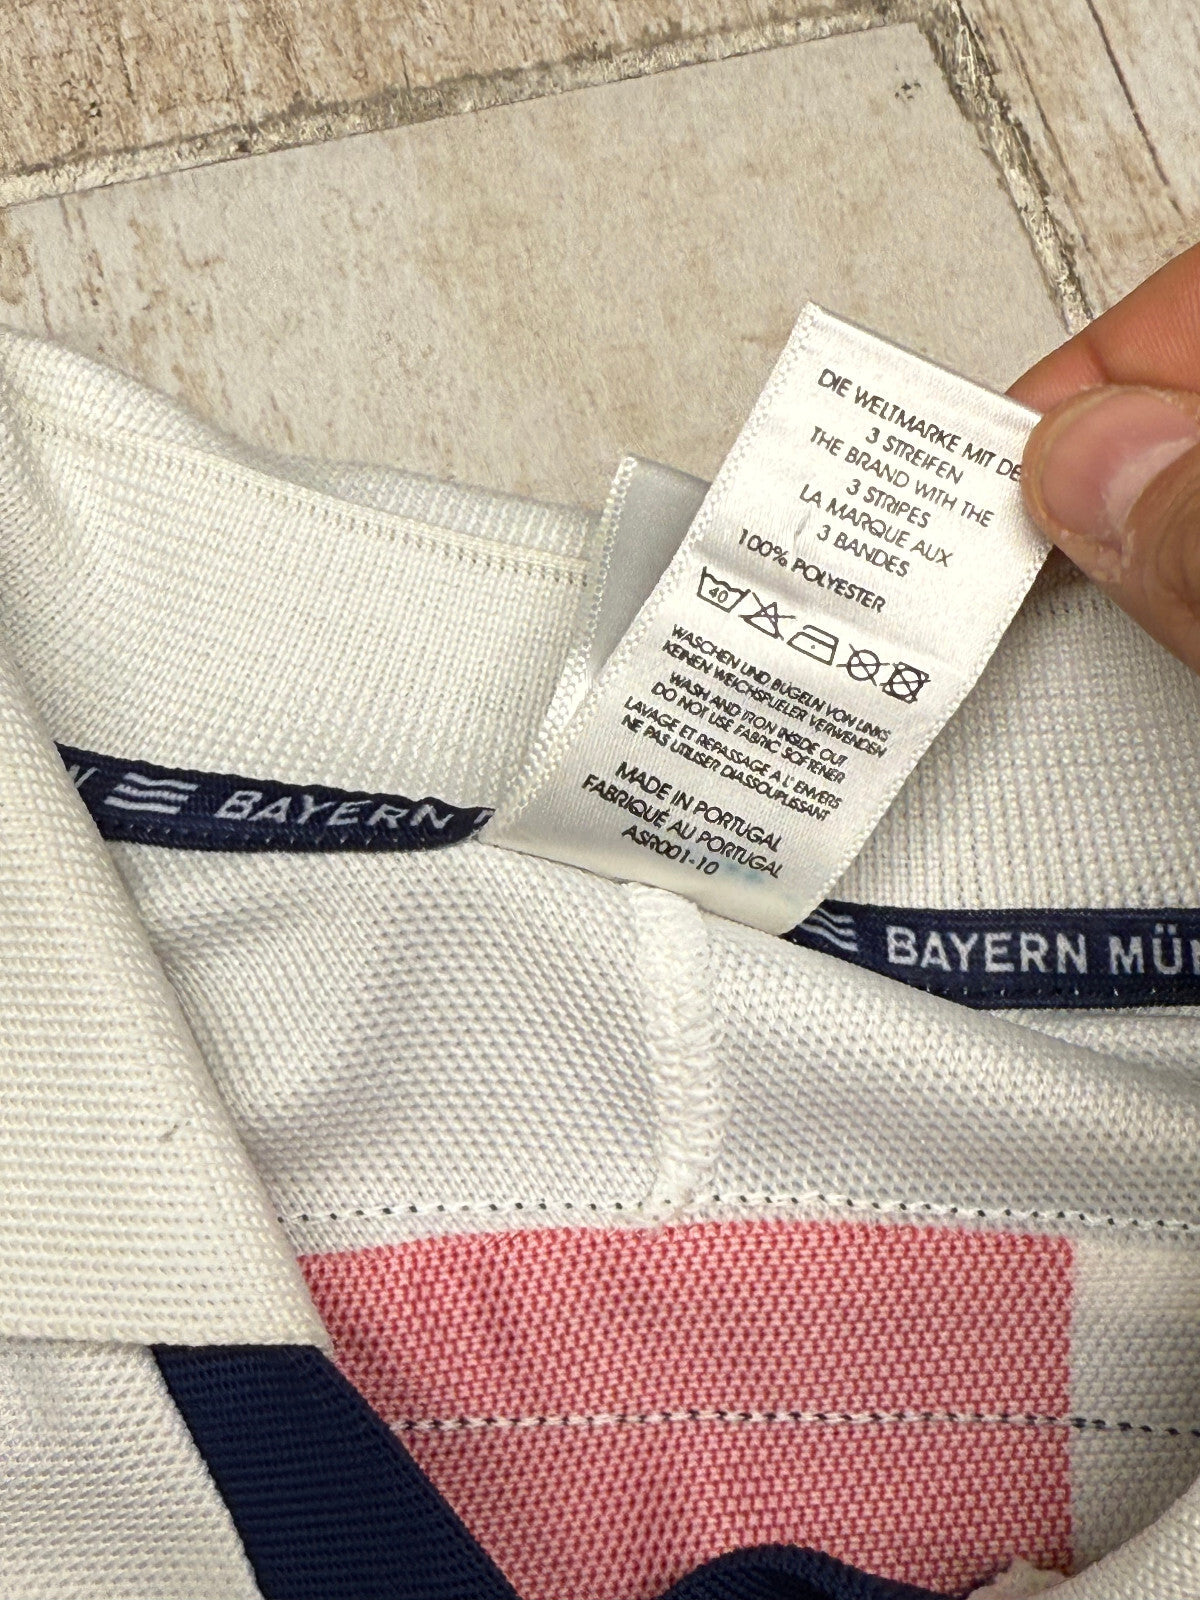 DIE WELTMARKE MIT DE
3 STREIFEN
THE BRAND WITH THE
3 STRIPES
LA MARQUE AUX
3 BANDES
100% POLYESTER
40
WASCHEN UND BÜGELN VON LINKS
KEINEN WEICHSPUELER VERWENDEN
WASH AND IRON INSIDE OUT
DO NOT USE FABRIC SOFTENER
LAVAGE ET REPASSAGE A L'ENVERS
NE PAS UTILISER D'ASSOUPLISSANT
MADE IN PORTUGAL
FABRIQUÉ AU PORTUGAL
ASR001-10
BAYERN
BAYERN MÜ